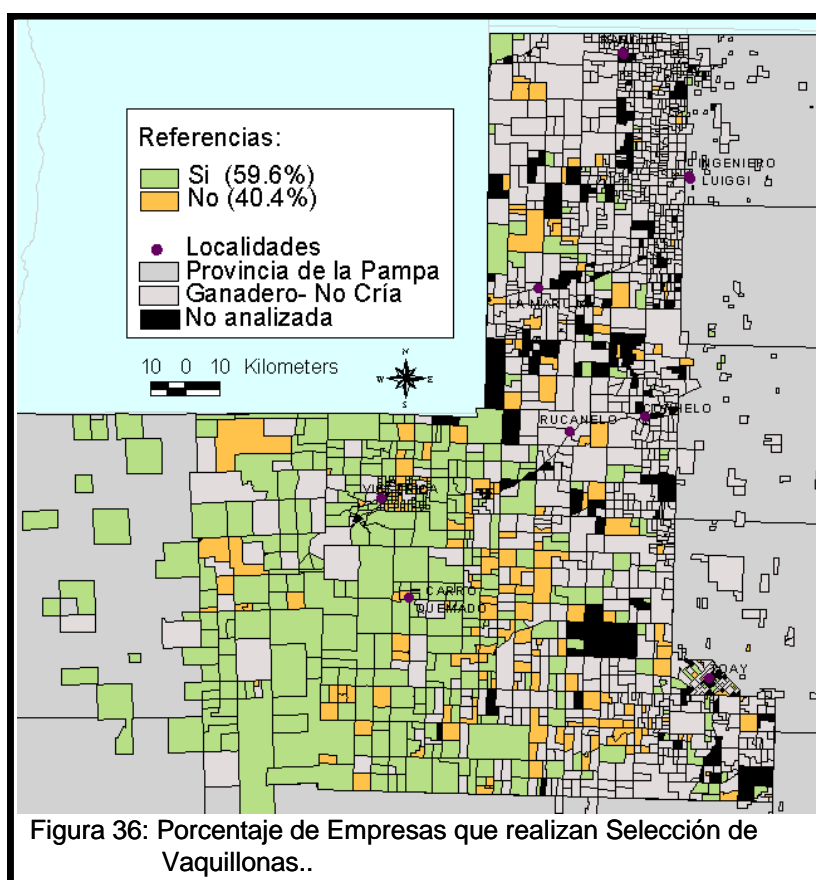 Referencias:
Si (59.6%)
No (40.4%)
Localidades
Provincia de la Pampa
Ganadero- No Cría
No analizada
10 0 10 Kilometers
N
W E
S
INGENIERO
LUIGGI
RUCANELO
CARRO
QUEMADO
Figura 36: Porcentaje de Empresas que realizan Selección de
Vaquillonas..